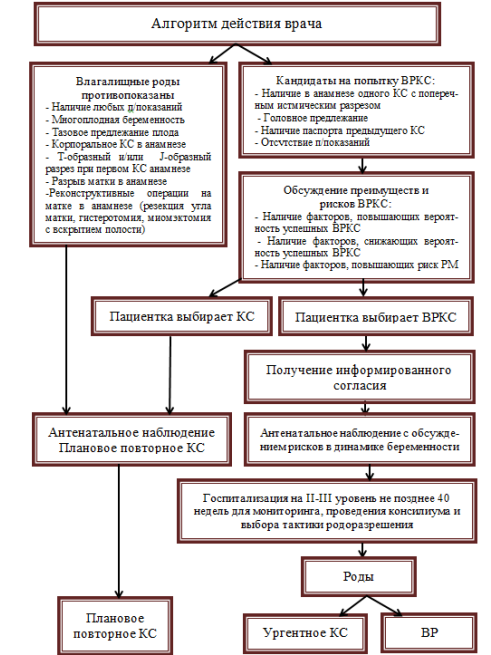 Алгоритм действия врача
Влагалищные роды
противопоказаны
- Наличие любых п/показаний
- Многоплодная беременность
- Тазовое предлежание плода
- Корпоральное КС в анамнезе
- Т-образный и/или J-образный
разрез при первом КС анамнезе
- Разрыв матки в анамнезе
-Реконструктивные операции на
матке в анамнезе (резекция угла
матки, гистеротомия, миомэктомия
с вскрытием полости)
Кандидаты на попытку ВРКС:
- Наличие в анамнезе одного КС с попереч-
ным истмическим разрезом
- Головное предлежание
- Наличие паспорта предыдущего КС
- Отсутствие п/показаний
Обсуждение преимуществ и
рисков ВРКС:
- Наличие факторов, повышающих вероят-
ность успешных ВРКС
- Наличие факторов, снижающих вероят-
ность успешных ВРКС
- Наличие факторов, повышающих риск РМ
Пациентка выбирает КС
Пациентка выбирает ВРКС
Получение информированного
согласия
Антенатальное наблюдение
Плановое повторное КС
Антенатальное наблюдение с обсужде-
нием рисков в динамике беременности
Госпитализация на II-III уровень не позднее 40
недель для мониторинга, проведения консилиума и
выбора тактики родоразрешения
Роды
Плановое
повторное КС
Ургентное КС
ВР